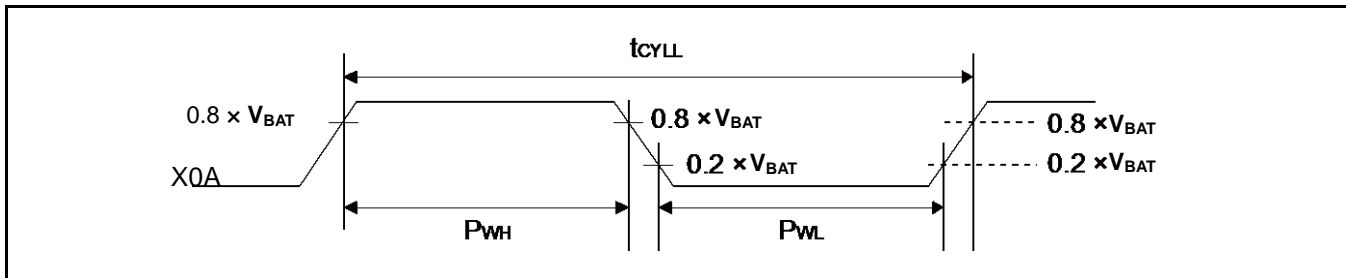 tCYLL
0.8 × VBAT
0.8 ×VBAT
0.8 ×VBAT
0.2 ×VBAT
0.2 ×VBAT
X0A
PWH
PWL